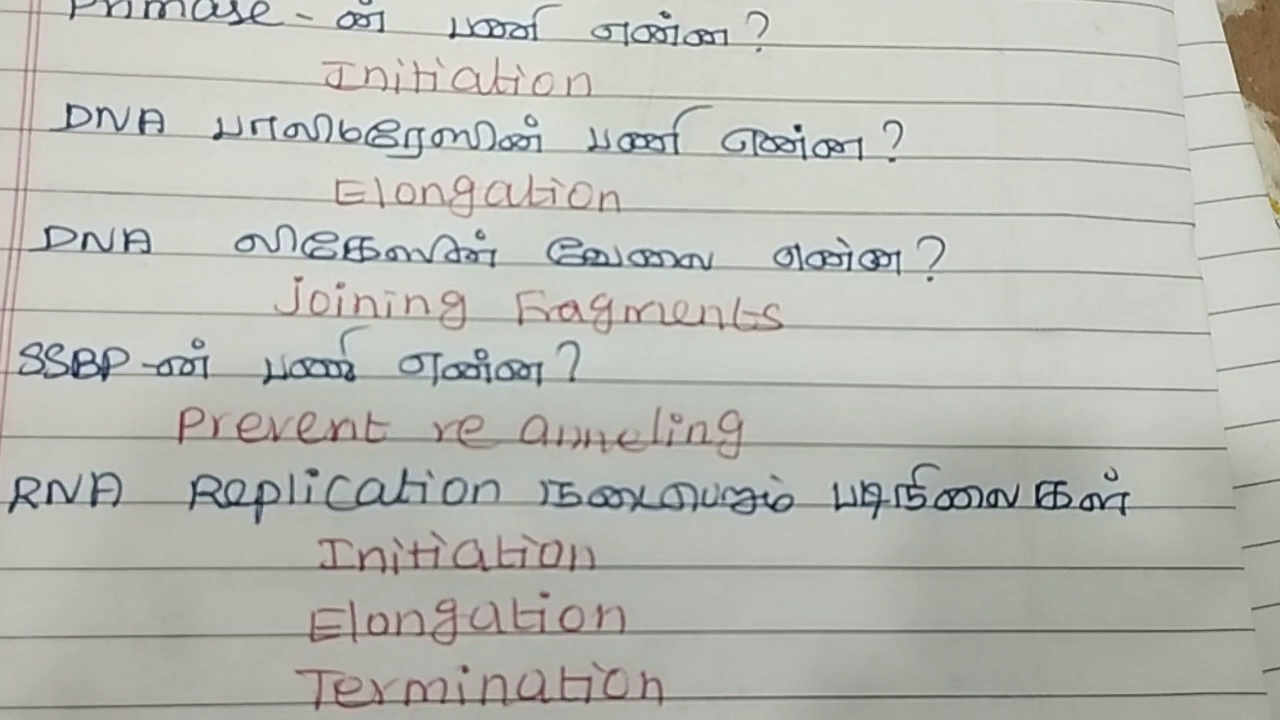 Primase - ன் பணி என்ன?
Initiation
DNA பாலிமரேஸின் பணி என்ன?
Elongation
DNA லிகேஸின் வேலை என்ன?
Joining Fragments
SSBP-ன் பணி என்ன?
Prevent re anneling
RNA Replication நடைபெறும் படிநிலைகள்
Initiation
Elongation
Termination